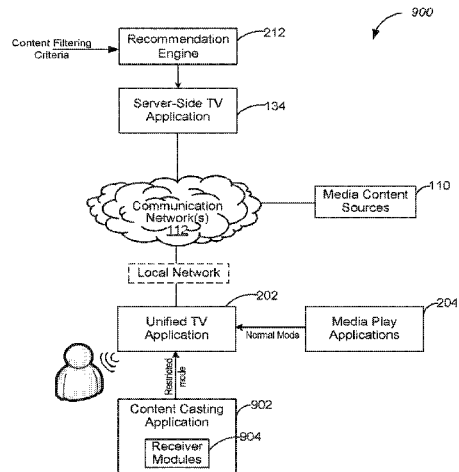 900
Content Filtering
Criteria
Recommendation
Engine
212
Server-Side TV
Application
134
Communication
Network(s)
112
Media Content
Sources
110
Local Network
202
Unified TV
Application
Normal Mode
Media Play
Applications
204
Restricted
mode
Content Casting
Application
902
Receiver
Modules
904